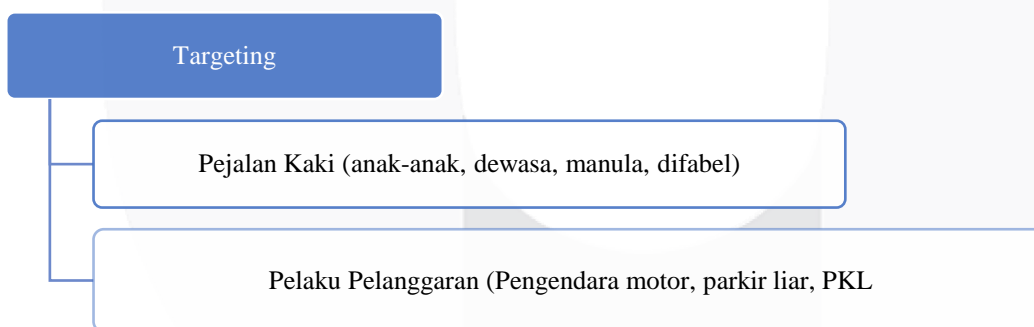 Targeting
Pejalan Kaki (anak-anak, dewasa, manula, difabel)
Pelaku Pelanggaran (Pengendara motor, parkir liar, PKL